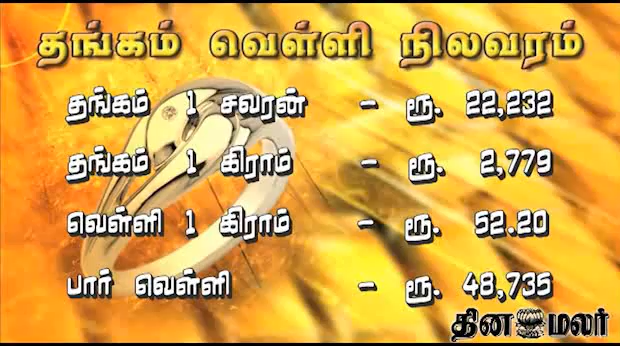 தங்கம் வெள்ளி நிலவரம்
தங்கம் 1 சவரன் - ரூ. 22,232
தங்கம் 1 கிராம் - ரூ. 2,779
வெள்ளி 1 கிராம் - ரூ. 52.20
பார் வெள்ளி - ரூ. 48,735
தினமலர்